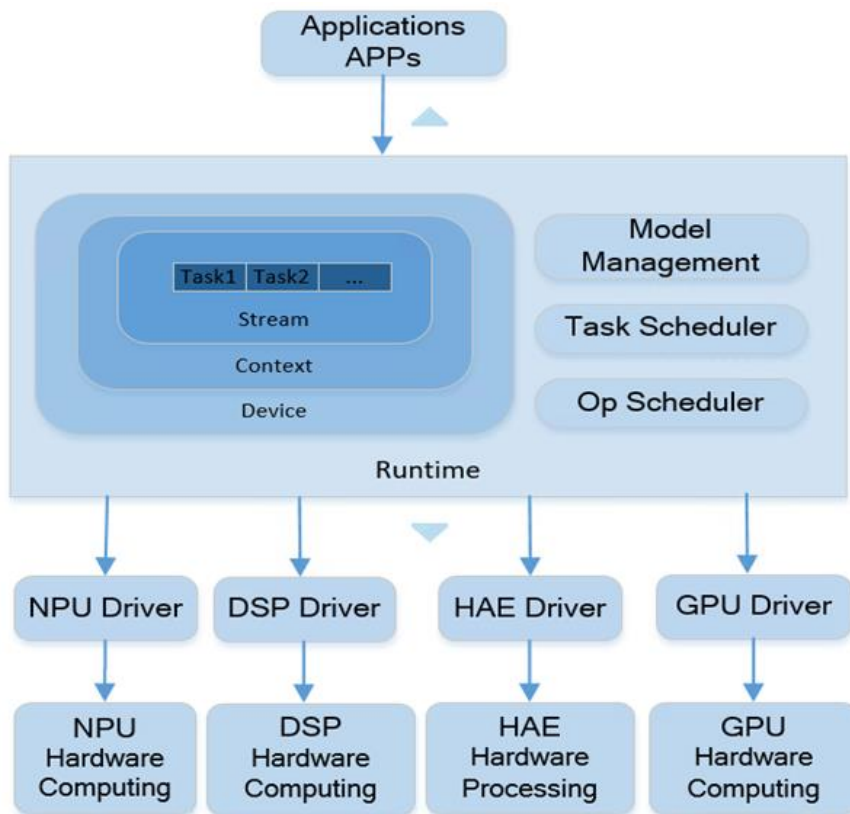 Applications
APPs
Model
Management
Task1 Task2 ...
Stream
Task Scheduler
Context
Op Scheduler
Device
Runtime
NPU Driver
DSP Driver
HAE Driver
GPU Driver
NPU
Hardware
Computing
DSP
Hardware
Computing
HAE
Hardware
Processing
GPU
Hardware
Computing